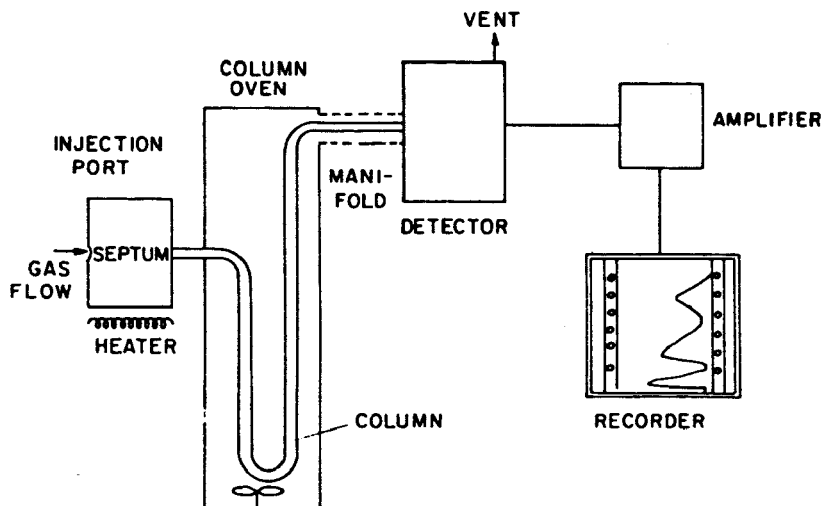 VENT
COLUMN
OVEN
AMPLIFIER
INJECTION
PORT
MANI-
FOLD
DETECTOR
SEPTUM
GAS
FLOW
HEATER
COLUMN
RECORDER